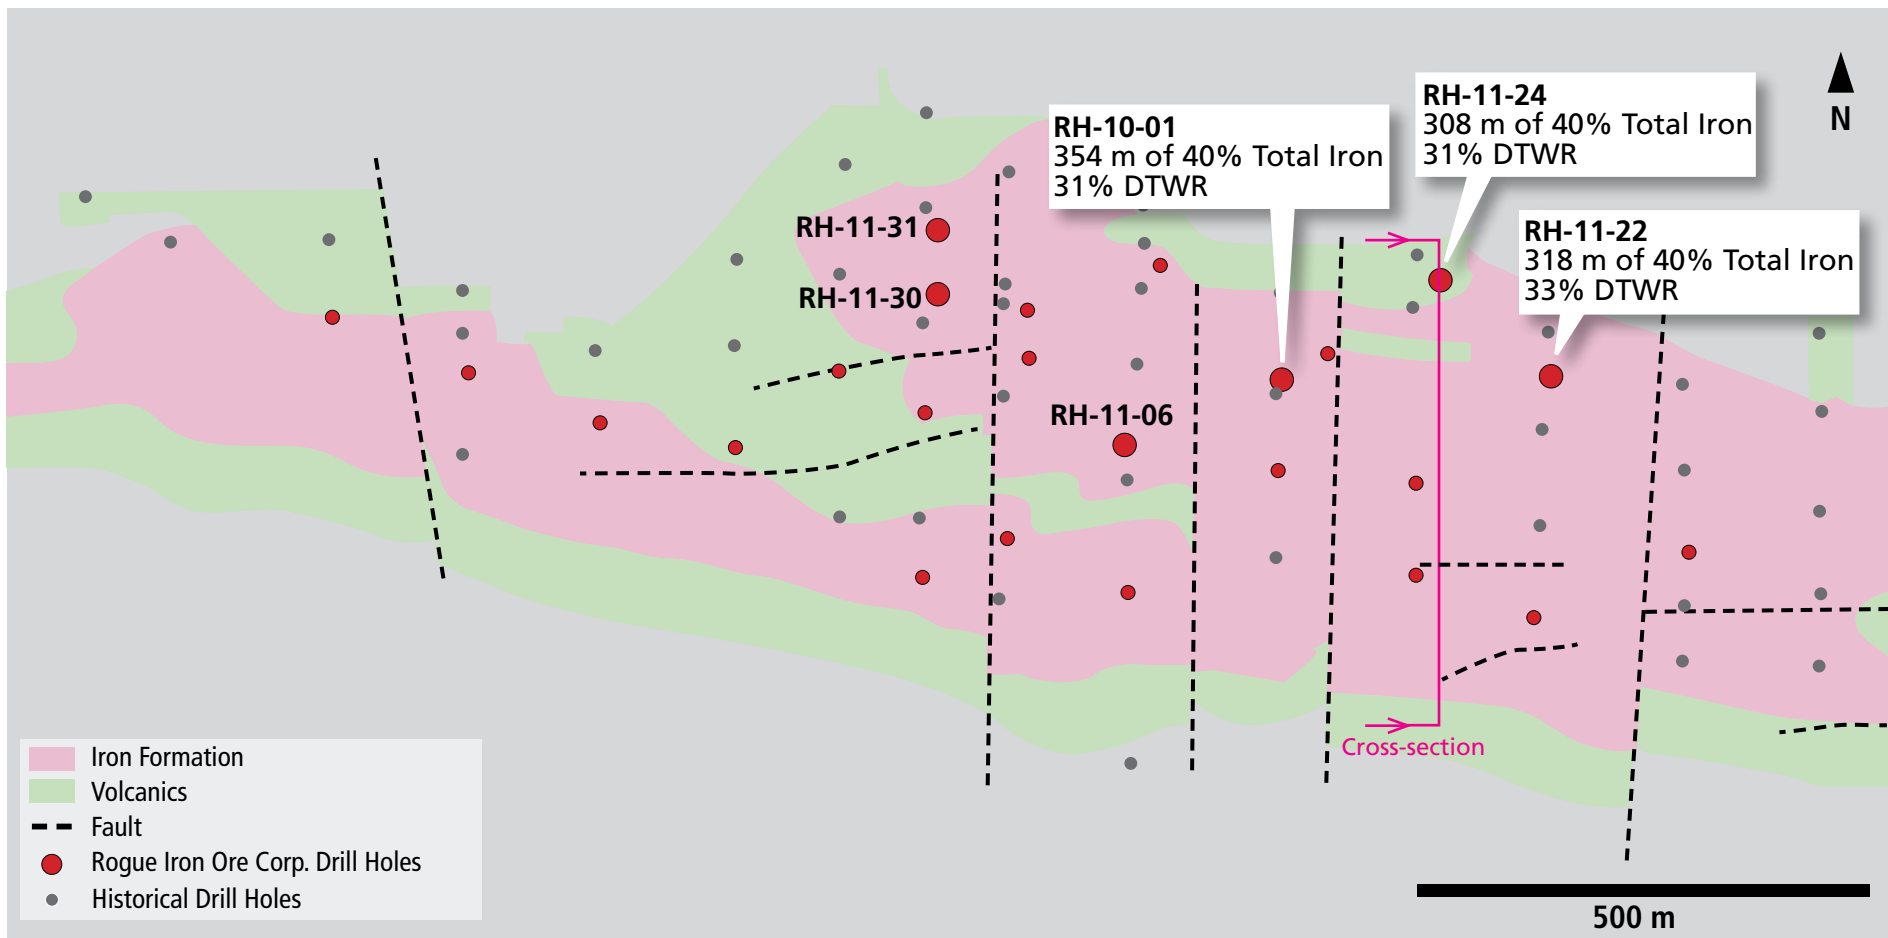 RH-10-01
354 m of 40% Total Iron
31% DTWR
RH-11-24
308 m of 40% Total Iron
31% DTWR
N
RH-11-22
318 m of 40% Total Iron
33% DTWR
RH-11-31
RH-11-30
RH-11-06
Cross-section
Iron Formation
Volcanics
Fault
Rogue Iron Ore Corp. Drill Holes
Historical Drill Holes
500 m